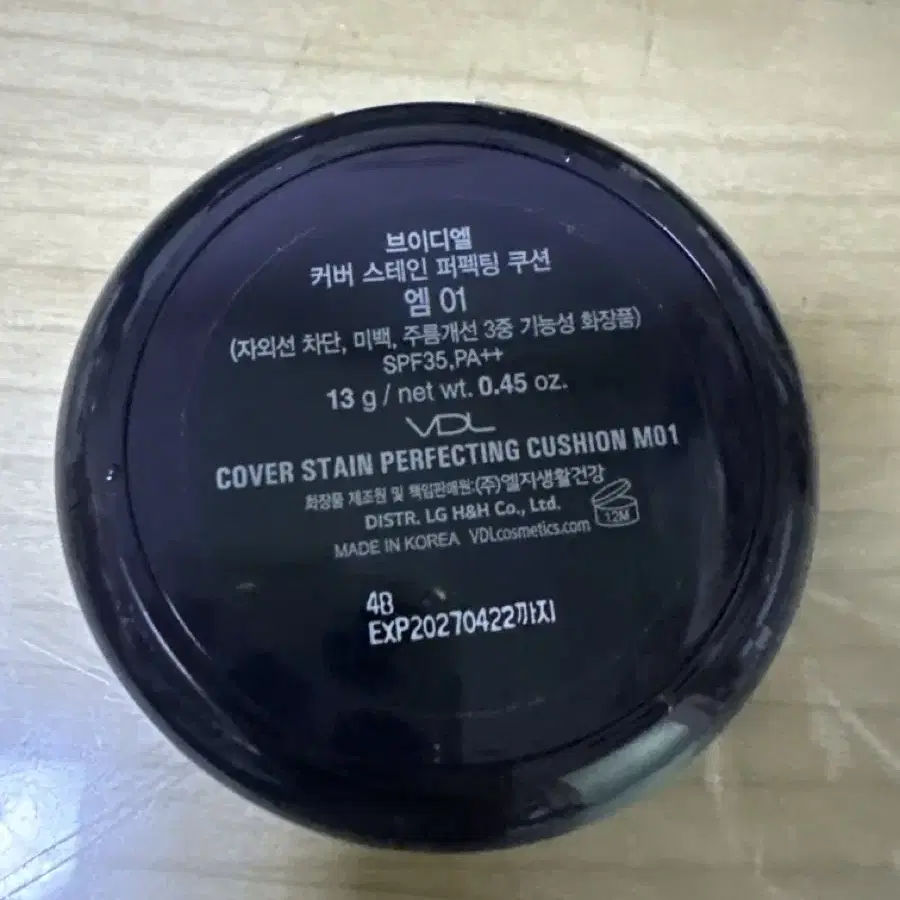 브이디엘
커버 스테인 퍼펙팅 쿠션
엠 01
(자외선 차단, 미백, 주름개선 3중 기능성 화장품)
SPF35,PA++
13 g / net wt. 0.45 oz.
VDL
COVER STAIN PERFECTING CUSHION M01
화장품 제조원 및 책임판매원:(주)엘지생활건강
DISTR. LG H&H Co., Ltd.
12M
MADE IN KOREA VDLcosmetics.com
4B
EXP20270422까지